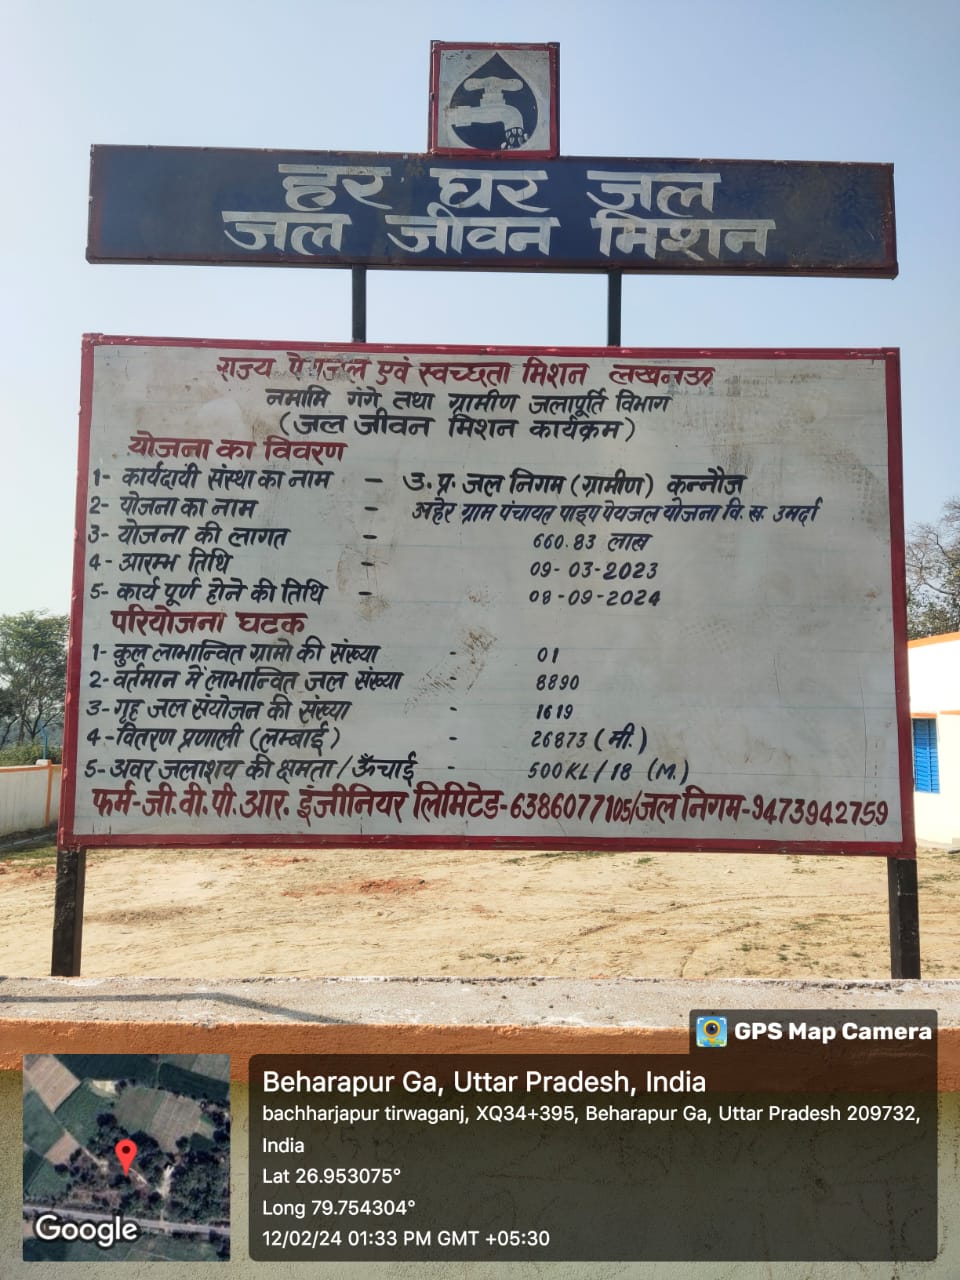 हर घर जल
जल जीवन मिशन
राज्य पेयजल एवं स्वच्छता मिशन लखनऊ
नमामि गंगे तथा ग्रामीण जलापूर्ति विभाग
(जल जीवन मिशन कार्यक्रम)
योजना का विवरण
1- कार्यदायी संस्था का नाम - उ.प्र. जल निगम (ग्रामीण) कन्नौज
2- योजना का नाम - अहेर ग्राम पंचायत पाइप पेयजल योजना वि.ख. उमर्दा
3- योजना की लागत - 660.83 लाख
4- आरम्भ तिथि - 09-03-2023
5- कार्य पूर्ण होने की तिथि - 08-09-2024
परियोजना घटक
1- कुल लाभान्वित ग्रामो की संख्या - 01
2- वर्तमान में लाभान्वित जल संख्या - 8890
3- गृह जल संयोजन की संख्या - 1619
4- वितरण प्रणाली (लम्बाई) - 26873 (मी.)
5- अवर जलाशय की क्षमता / ऊँचाई - 500KL/18 (M.)
फर्म-जी.वी.पी.आर. इंजीनियर लिमिटेड-6386077105/जल निगम-9473942759
GPS Map Camera
Beharapur Ga, Uttar Pradesh, India
bachharjapur tirwaganj, XQ34+395, Beharapur Ga, Uttar Pradesh 209732,
India
Lat 26.953075°
Long 79.754304°
12/02/24 01:33 PM GMT +05:30
Google